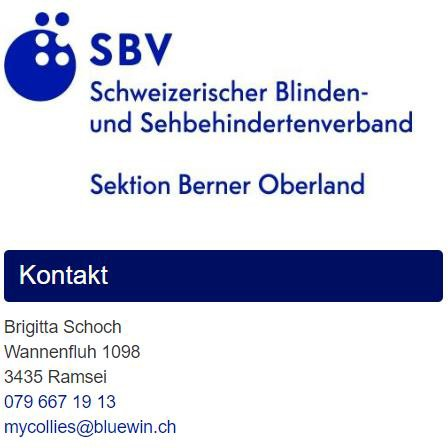 SBV
Schweizerischer Blinden-
und Sehbehindertenverband
Sektion Berner Oberland
Kontakt
Brigitta Schoch
Wannenfluh 1098
3435 Ramsei
079 667 19 13
mycollies@bluewin.ch